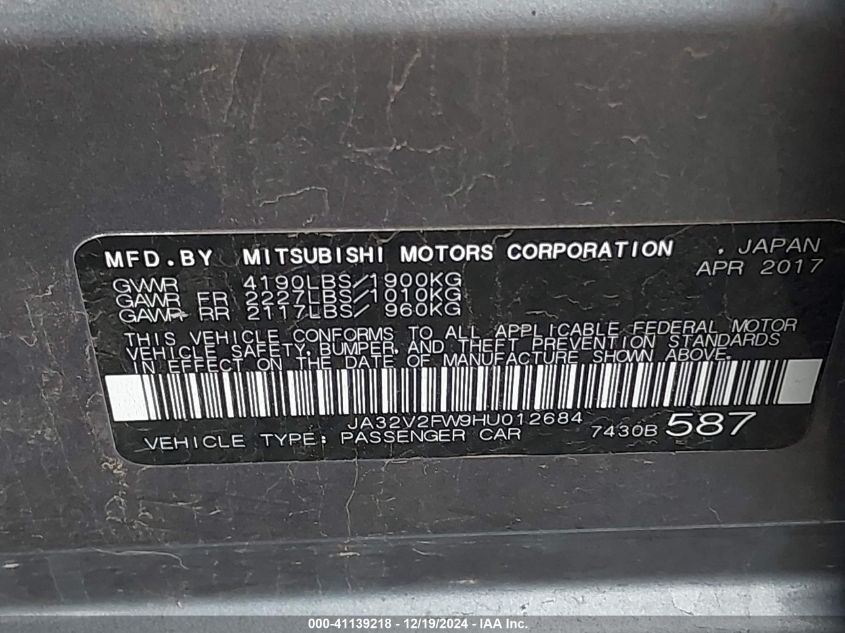 MFD.BY MITSUBISHI MOTORS CORPORATION . JAPAN
APR 2017
GVWR 4190LBS/1900KG
GAWR FR 2227LBS/1010KG
GAWR RR 2117LBS/ 960KG
THIS VEHICLE CONFORMS TO ALL APPLICABLE FEDERAL MOTOR
VEHICLE SAFETY, BUMPER, AND THEFT PREVENTION STANDARDS
IN EFFECT ON THE DATE OF MANUFACTURE SHOWN ABOVE.
JA32V2FW9HU012684
VEHICLE TYPE: PASSENGER CAR 7430B 587
000-41139218 - 12/19/2024 - IAA, Inc.